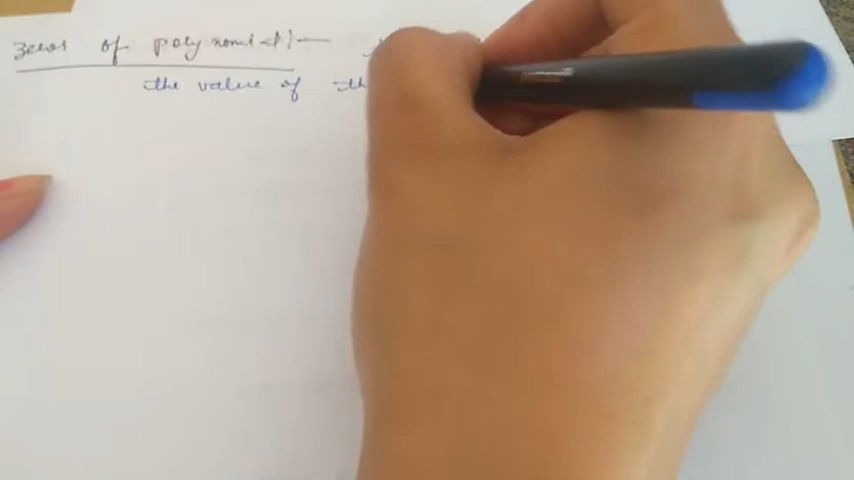 zeros of polynomial :-
the value of